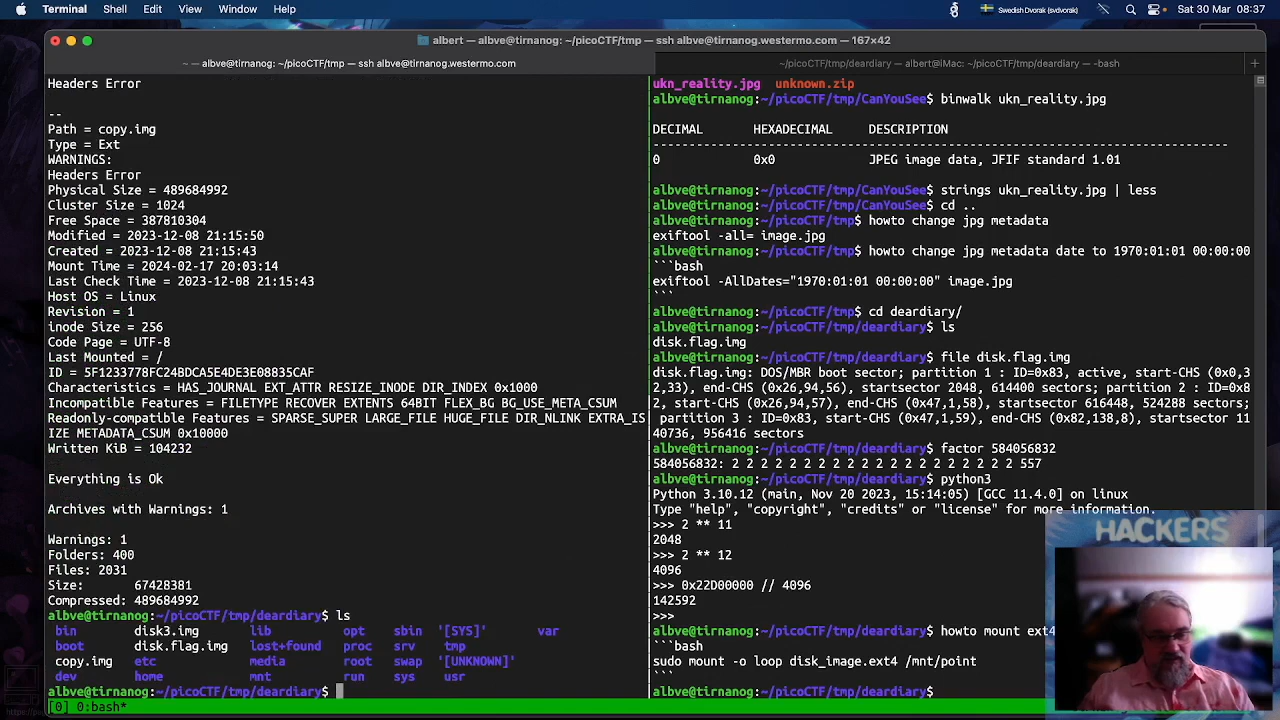 Terminal Shell Edit View Window Help
Swedish Dvorak (svdvorak) Sat 30 Mar 08:37
albert — albve@tirnanog: ~/picoCTF/tmp — ssh albve@tirnanog.westermo.com — 167×42
~ — albve@tirnanog: ~/picoCTF/tmp — ssh albve@tirnanog.westermo.com
~/picoCTF/tmp/deardiary — albert@iMac: ~/picoCTF/tmp/deardiary — -bash
Headers Error
--
Path = copy.img
Type = Ext
WARNINGS:
Headers Error
Physical Size = 489684992
Cluster Size = 1024
Free Space = 387810304
Modified = 2023-12-08 21:15:50
Created = 2023-12-08 21:15:43
Mount Time = 2024-02-17 20:03:14
Last Check Time = 2023-12-08 21:15:43
Host OS = Linux
Revision = 1
inode Size = 256
Code Page = UTF-8
Last Mounted = /
ID = 5F1233778FC24BDCA5E4DE3E08835CAF
Characteristics = HAS_JOURNAL EXT_ATTR RESIZE_INODE DIR_INDEX 0x1000
Incompatible Features = FILETYPE RECOVER EXTENTS 64BIT FLEX_BG BG_USE_META_CSUM
Readonly-compatible Features = SPARSE_SUPER LARGE_FILE HUGE_FILE DIR_NLINK EXTRA_IS
IZE METADATA_CSUM 0x10000
Written KiB = 104232
Everything is Ok
Archives with Warnings: 1
Warnings: 1
Folders: 400
Files: 2031
Size: 67428381
Compressed: 489684992
albve@tirnanog:~/picoCTF/tmp/deardiary$ ls
bin disk3.img lib opt sbin '[SYS]' var
boot disk.flag.img lost+found proc srv tmp
copy.img etc media root swap '[UNKNOWN]'
dev home mnt run sys usr
albve@tirnanog:~/picoCTF/tmp/deardiary$
[0] 0:bash*
ukn_reality.jpg unknown.zip
albve@tirnanog:~/picoCTF/tmp/CanYouSee$ binwalk ukn_reality.jpg
DECIMAL HEXADECIMAL DESCRIPTION
--------------------------------------------------------------------------------
0 0x0 JPEG image data, JFIF standard 1.01
albve@tirnanog:~/picoCTF/tmp/CanYouSee$ strings ukn_reality.jpg | less
albve@tirnanog:~/picoCTF/tmp/CanYouSee$ cd ..
albve@tirnanog:~/picoCTF/tmp$ howto change jpg metadata
exiftool -all= image.jpg
albve@tirnanog:~/picoCTF/tmp$ howto change jpg metadata date to 1970:01:01 00:00:00
```bash
exiftool -AllDates="1970:01:01 00:00:00" image.jpg
```
albve@tirnanog:~/picoCTF/tmp$ cd deardiary/
albve@tirnanog:~/picoCTF/tmp/deardiary$ ls
disk.flag.img
albve@tirnanog:~/picoCTF/tmp/deardiary$ file disk.flag.img
disk.flag.img: DOS/MBR boot sector; partition 1 : ID=0x83, active, start-CHS (0x0,3
2,33), end-CHS (0x26,94,56), startsector 2048, 614400 sectors; partition 2 : ID=0x8
2, start-CHS (0x26,94,57), end-CHS (0x47,1,58), startsector 616448, 524288 sectors;
partition 3 : ID=0x83, start-CHS (0x47,1,59), end-CHS (0x82,138,8), startsector 11
40736, 956416 sectors
albve@tirnanog:~/picoCTF/tmp/deardiary$ factor 584056832
584056832: 2 2 2 2 2 2 2 2 2 2 2 2 2 2 2 2 2 2 2 2 557
albve@tirnanog:~/picoCTF/tmp/deardiary$ python3
Python 3.10.12 (main, Nov 20 2023, 15:14:05) [GCC 11.4.0] on linux
Type "help", "copyright", "credits" or "license" for more information.
>>> 2 ** 11
2048
>>> 2 ** 12
4096
>>> 0x22D00000 // 4096
142592
>>>
albve@tirnanog:~/picoCTF/tmp/deardiary$ howto mount ext4
```bash
sudo mount -o loop disk_image.ext4 /mnt/point
```
albve@tirnanog:~/picoCTF/tmp/deardiary$
HACKERS